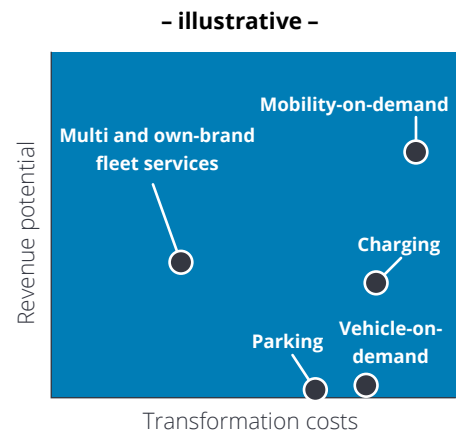 – illustrative –
Mobility-on-demand
Multi and own-brand
fleet services
Charging
Vehicle-on-
demand
Parking
Revenue potential
Transformation costs